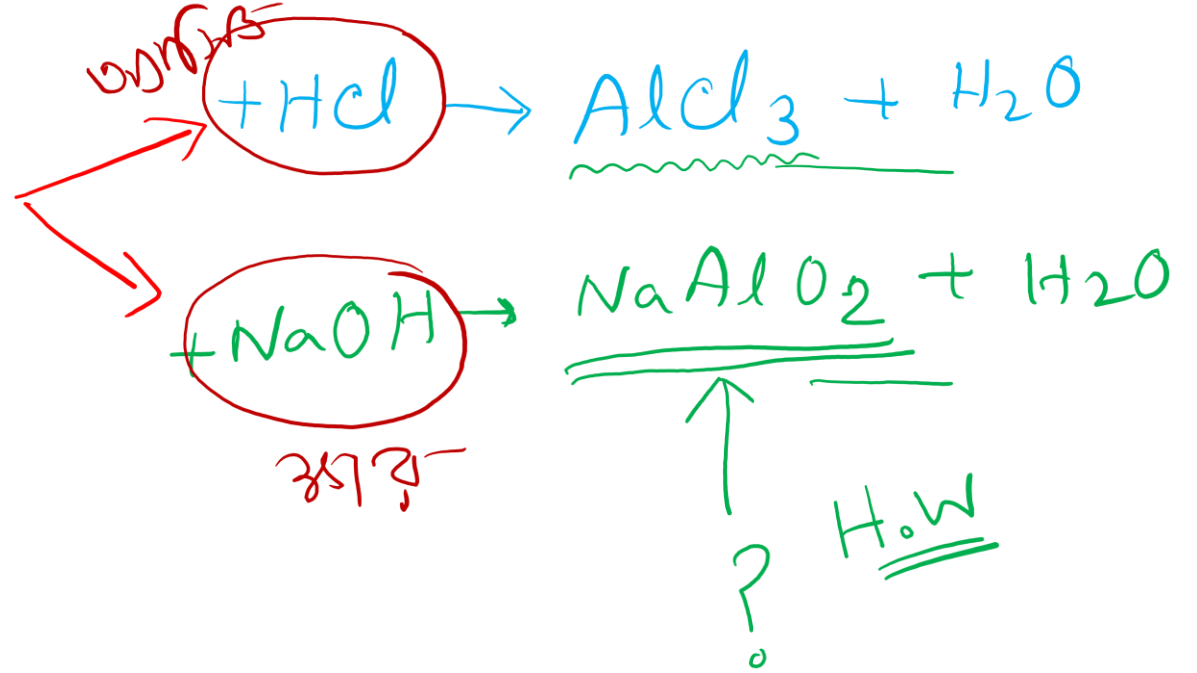 +HCl → AlCl3 + H2O
+NaOH → NaAlO2 + H2O
H.W
?